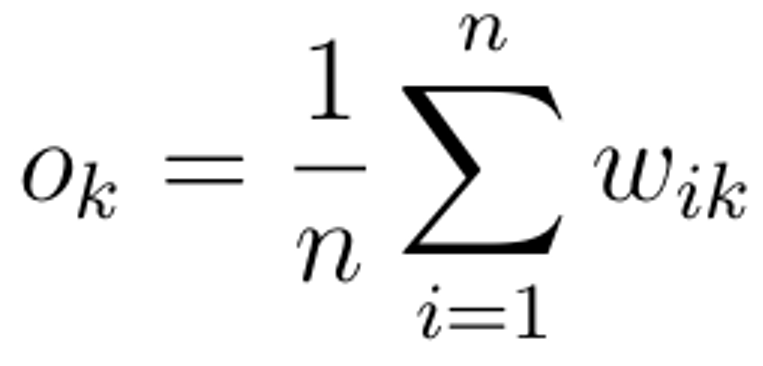 o_k = \frac{1}{n} \sum_{i=1}^{n} w_{ik}